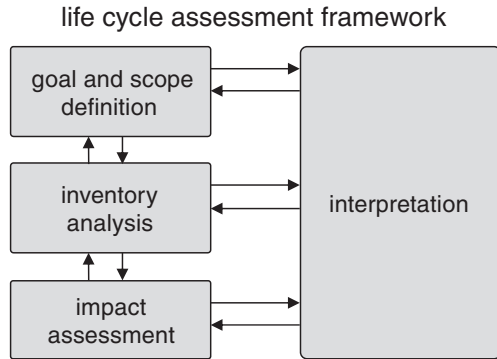 life cycle assessment framework
goal and scope
definition
inventory
analysis
interpretation
impact
assessment